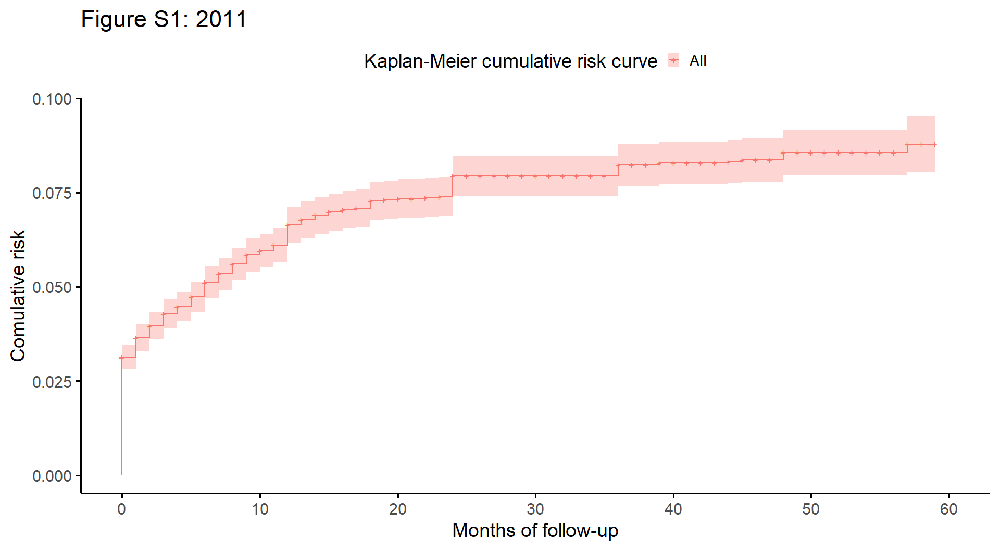 Figure S1: 2011
Kaplan-Meier cumulative risk curve All
0.100
0.075
0.050
0.025
0.000
Comulative risk
0 10 20 30 40 50 60
Months of follow-up